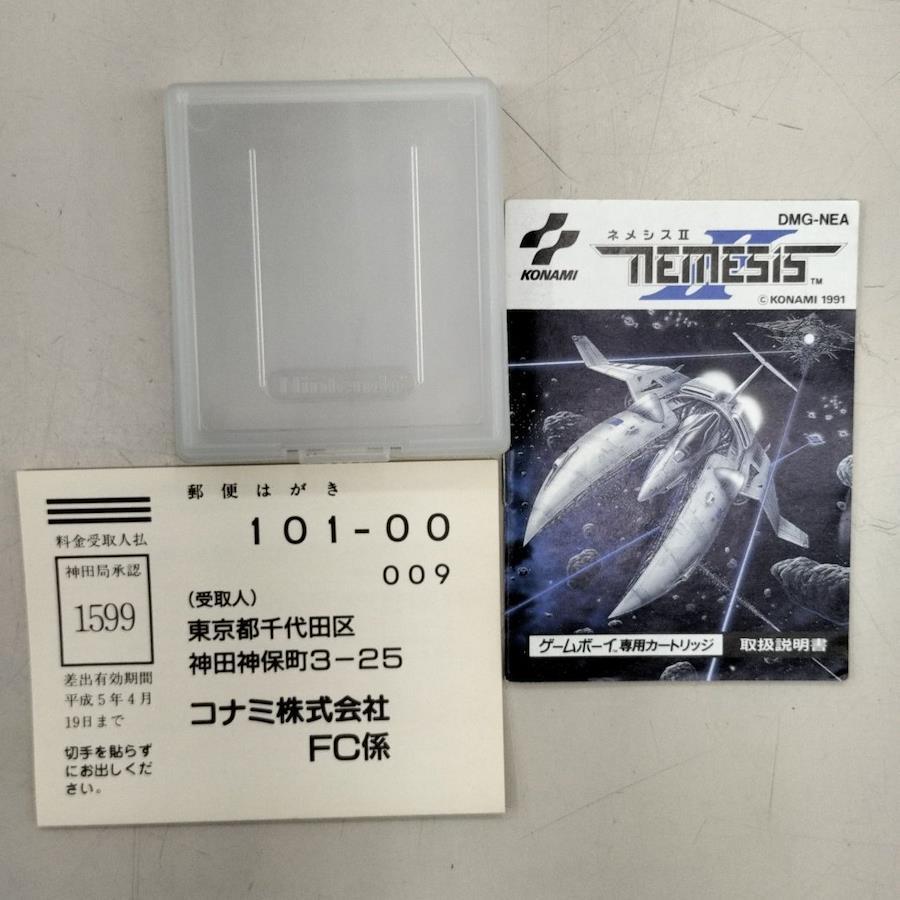 Nintendo
DMG-NEA
KONAMI
ネメシスII
NEMESIS II
TM
© KONAMI 1991
ゲームボーイ™専用カートリッジ
取扱説明書
郵便はがき
101-00
009
料金受取人払
神田局承認
1599
差出有効期間
平成5年4月
19日まで
切手を貼らず
にお出しくだ
さい。
(受取人)
東京都千代田区
神田神保町3-25
コナミ株式会社
FC係